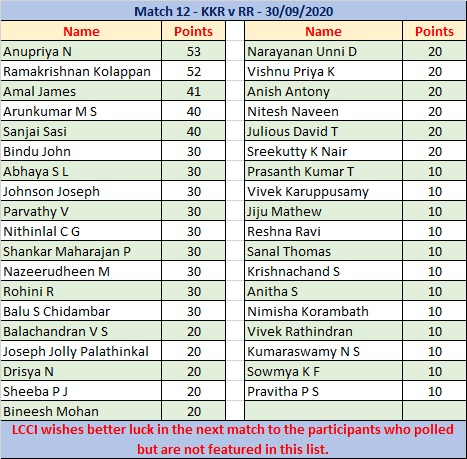 Match 12 - KKR v RR - 30/09/2020
Name Points Name Points
Anupriya N 53 Narayanan Unni D 20
Ramakrishnan Kolappan 52 Vishnu Priya K 20
Amal James 41 Anish Antony 20
Arunkumar M S 40 Nitesh Naveen 20
Sanjai Sasi 40 Julious David T 20
Bindu John 30 Sreekutty K Nair 20
Abhaya S L 30 Prasanth Kumar T 10
Johnson Joseph 30 Vivek Karuppusamy 10
Parvathy V 30 Jiju Mathew 10
Nithinlal C G 30 Reshna Ravi 10
Shankar Maharajan P 30 Sanal Thomas 10
Nazeerudheen M 30 Krishnachand S 10
Rohini R 30 Anitha S 10
Balu S Chidambar 30 Nimisha Korambath 10
Balachandran V S 20 Vivek Rathindran 10
Joseph Jolly Palathinkal 20 Kumaraswamy N S 10
Drisya N 20 Sowmya K F 10
Sheeba P J 20 Pravitha P S 10
Bineesh Mohan 20
LCCI wishes better luck in the next match to the participants who polled
but are not featured in this list.